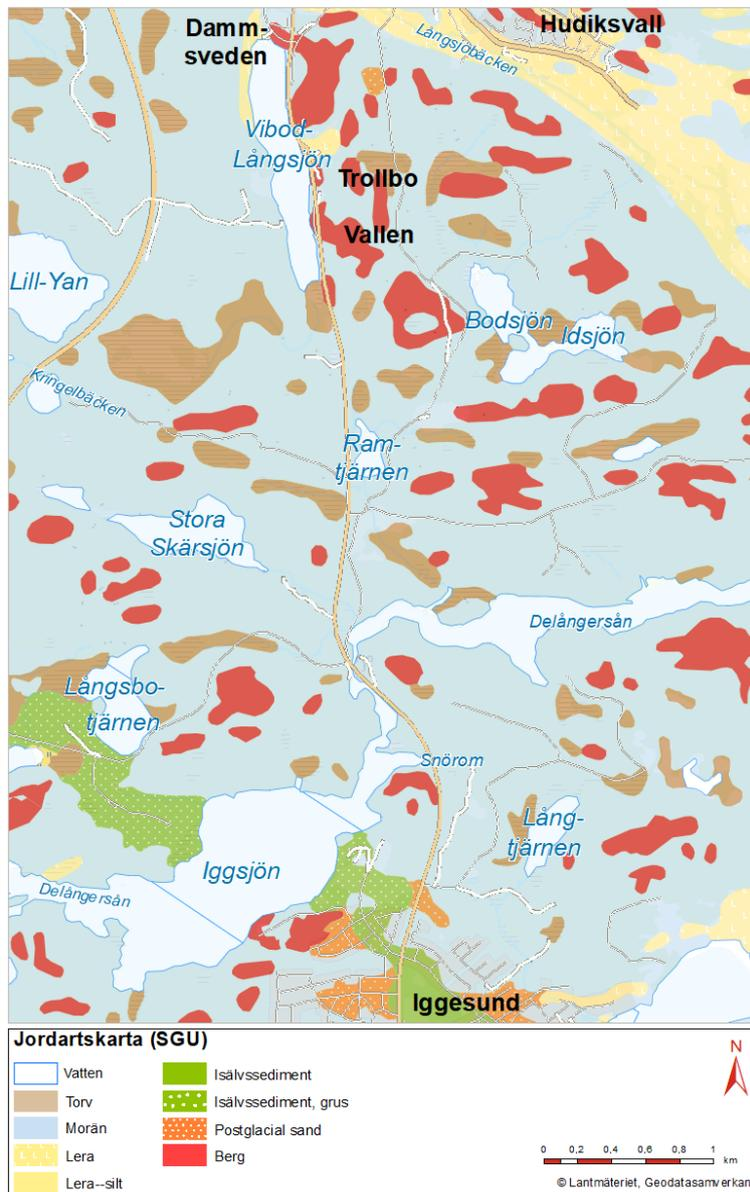 Damm-
sveden
Hudiksvall
Långsjöbäcken
Vibod-
Långsjön
Trollbo
Vallen
Lill-Yan
Bodsjön
Idsjön
Kringelbäcken
Ram-
tjärnen
Stora
Skärsjön
Delångersån
Långsbo-
tjärnen
Snörom
Lång-
tjärnen
Iggsjön
Delångersån
Iggesund
Jordartskarta (SGU)
Vatten
Torv
Morän
Lera
Lera--silt
Isälvssediment
Isälvssediment, grus
Postglacial sand
Berg
N
0 0,2 0,4 0,6 0,8 1
km
© Lantmäteriet, Geodatasamverkan